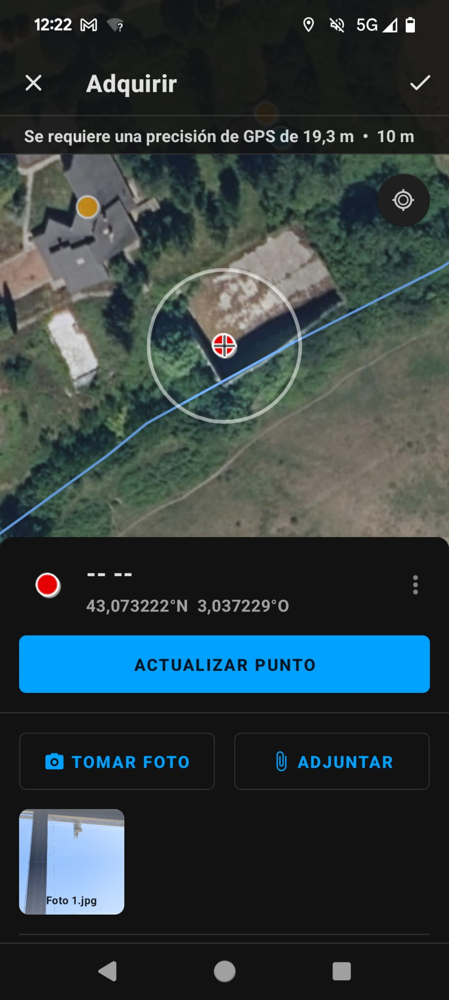 12:22
5G
Adquirir
Se requiere una precisión de GPS de 19,3 m • 10 m
-- --
43,073222°N 3,037229°O
ACTUALIZAR PUNTO
TOMAR FOTO
ADJUNTAR
Foto 1.jpg